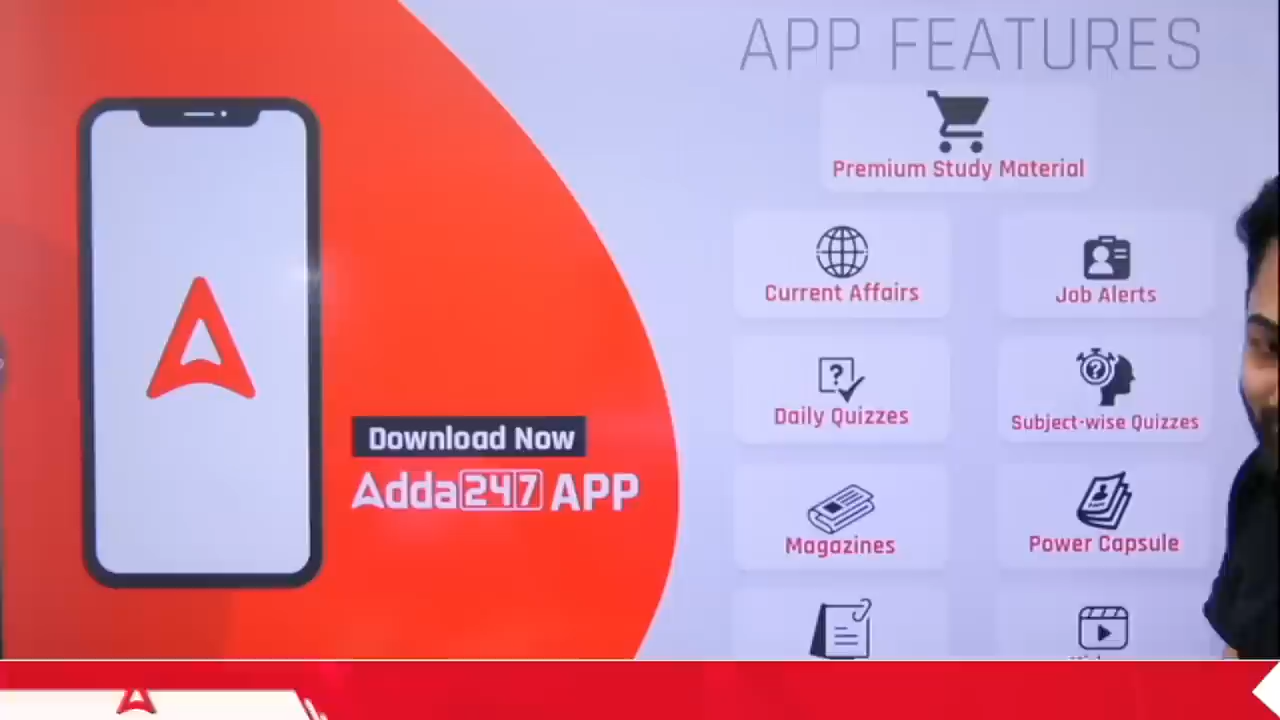 APP FEATURES
Premium Study Material
Current Affairs
Job Alerts
Daily Quizzes
Subject-wise Quizzes
Download Now
Adda247 APP
Magazines
Power Capsule